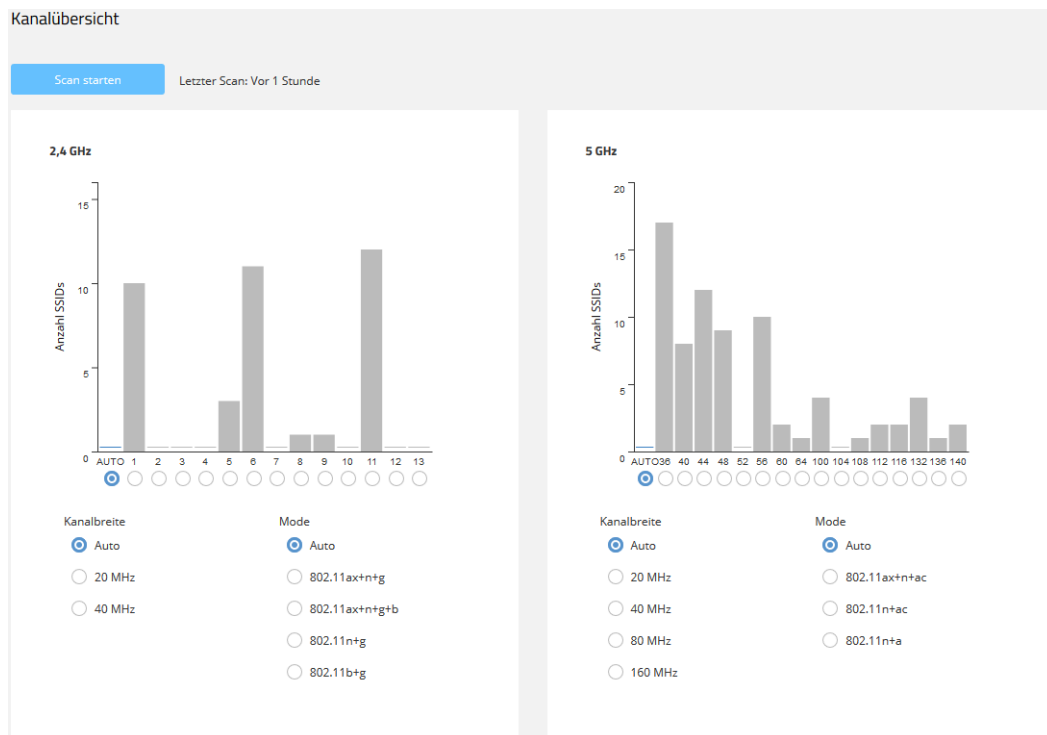 Kanalübersicht
Scan starten
Letzter Scan: Vor 1 Stunde
2,4 GHz
Anzahl SSIDs
15
10
5
0
AUTO 1 2 3 4 5 6 7 8 9 10 11 12 13
Kanalbreite
Auto
20 MHz
40 MHz
Mode
Auto
802.11ax+n+g
802.11ax+n+g+b
802.11n+g
802.11b+g
5 GHz
Anzahl SSIDs
20
15
10
5
0
AUTO 36 40 44 48 52 56 60 64 100 104 108 112 116 132 136 140
Kanalbreite
Auto
20 MHz
40 MHz
80 MHz
160 MHz
Mode
Auto
802.11ax+n+ac
802.11n+ac
802.11n+a